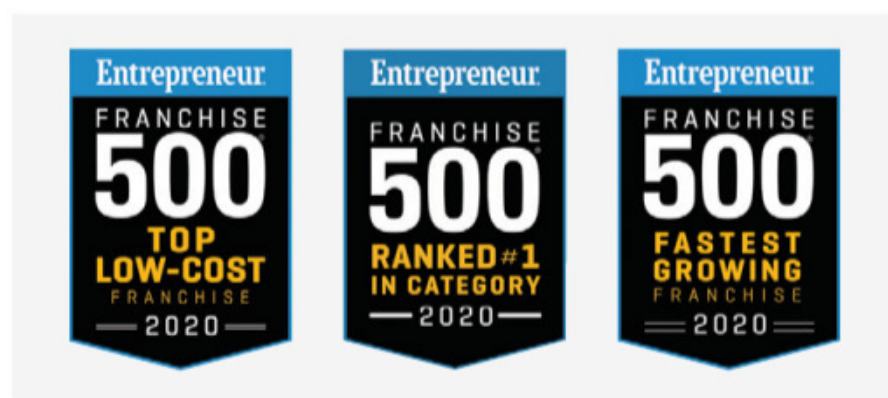 Entrepreneur
FRANCHISE
500
TOP
LOW-COST
FRANCHISE
2020
Entrepreneur
FRANCHISE
500
RANKED #1
IN CATEGORY
2020
Entrepreneur
FRANCHISE
500
FASTEST
GROWING
FRANCHISE
2020